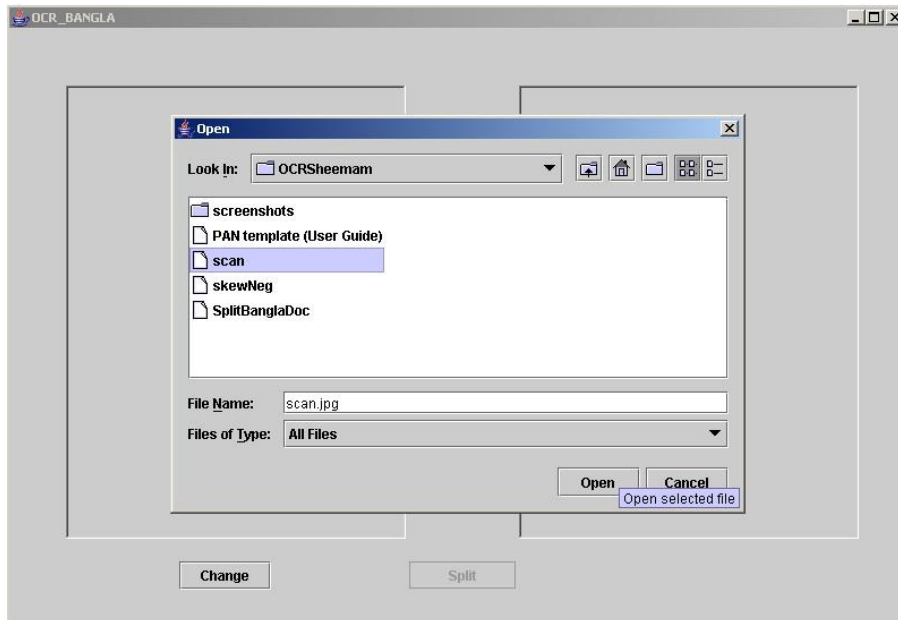 OCR_BANGLA
Open
Look In: OCRSheemam
screenshots
PAN template (User Guide)
scan
skewNeg
SplitBanglaDoc
File Name: scan.jpg
Files of Type: All Files
Open Cancel
Open selected file
Change Split